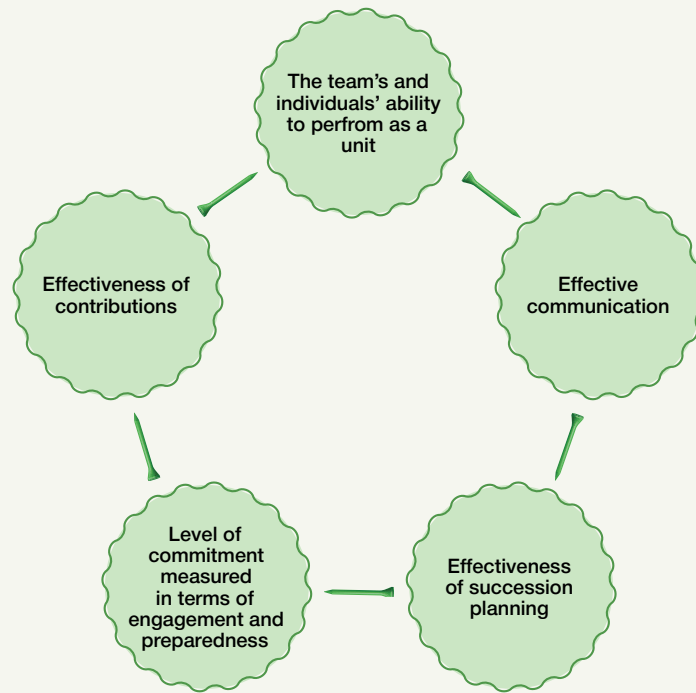 The team’s and
individuals’ ability
to perfrom as a
unit
Effectiveness of
contributions
Effective
communication
Level of
commitment
measured
in terms of
engagement and
preparedness
Effectiveness
of succession
planning